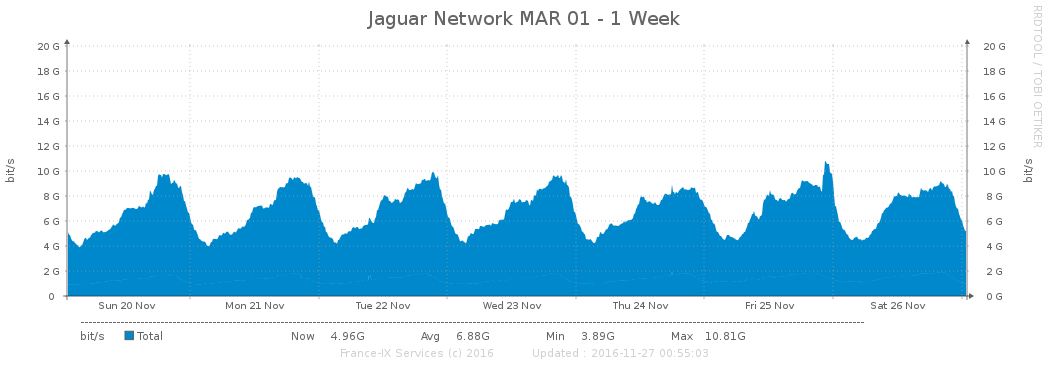 Jaguar Network MAR 01 - 1 Week
RRDTOOL / TOBI OETIKER
bit/s
bit/s
20 G 20 G
18 G 18 G
16 G 16 G
14 G 14 G
12 G 12 G
10 G 10 G
8 G 8 G
6 G 6 G
4 G 4 G
2 G 2 G
0 0 G
Sun 20 Nov Mon 21 Nov Tue 22 Nov Wed 23 Nov Thu 24 Nov Fri 25 Nov Sat 26 Nov
bit/s Total Now 4.96G Avg 6.88G Min 3.89G Max 10.81G
France-IX Services (c) 2016 Updated : 2016-11-27 00:55:03